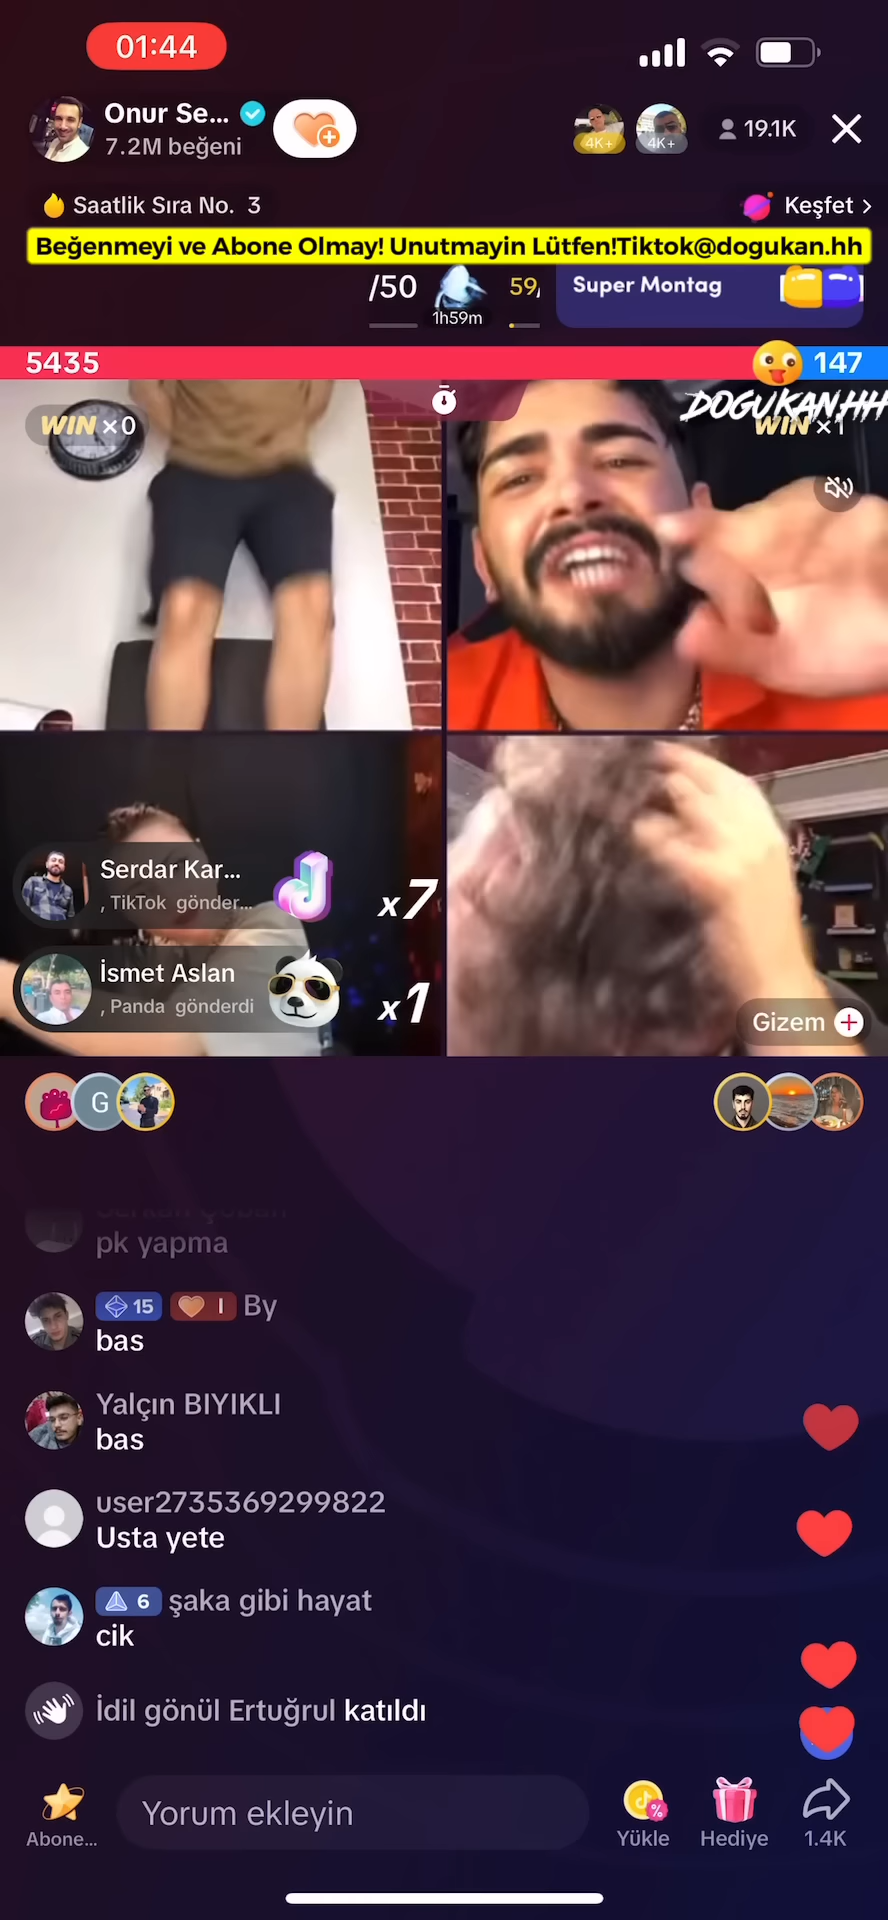 01:44
Onur Se...
7.2M beğeni
4K+
4K+
19.1K
Saatlik Sıra No. 3
Keşfet >
Beğenmeyi ve Abone Olmay! Unutmayin Lütfen!Tiktok@dogukan.hh
/50
1h59m
59/
Super Montag
5435
147
WIN x0
DOGUKAN.HH
WIN x1
Serdar Kar...
, TikTok gönder...
x7
İsmet Aslan
, Panda gönderdi
x1
Gizem
G
Serkan Çoban
pk yapma
15 I By
bas
Yalçın BIYIKLI
bas
user2735369299822
Usta yete
6 şaka gibi hayat
cik
İdil gönül Ertuğrul katıldı
Abone...
Yorum ekleyin
Yükle
Hediye
1.4K